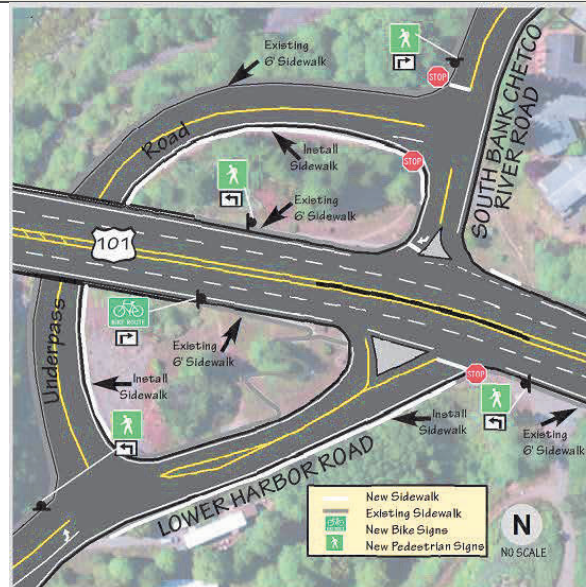 Existing
6' Sidewalk
STOP
SOUTH BANK CHETCO
RIVER ROAD
Road
Install
Sidewalk
STOP
Existing
6' Sidewalk
101
BIKE ROUTE
Existing
6' Sidewalk
Underpass
Install
Sidewalk
STOP
Install
Sidewalk
Existing
6' Sidewalk
LOWER HARBOR ROAD
New Sidewalk
Existing Sidewalk
New Bike Signs
New Pedestrian Signs
N
NO SCALE